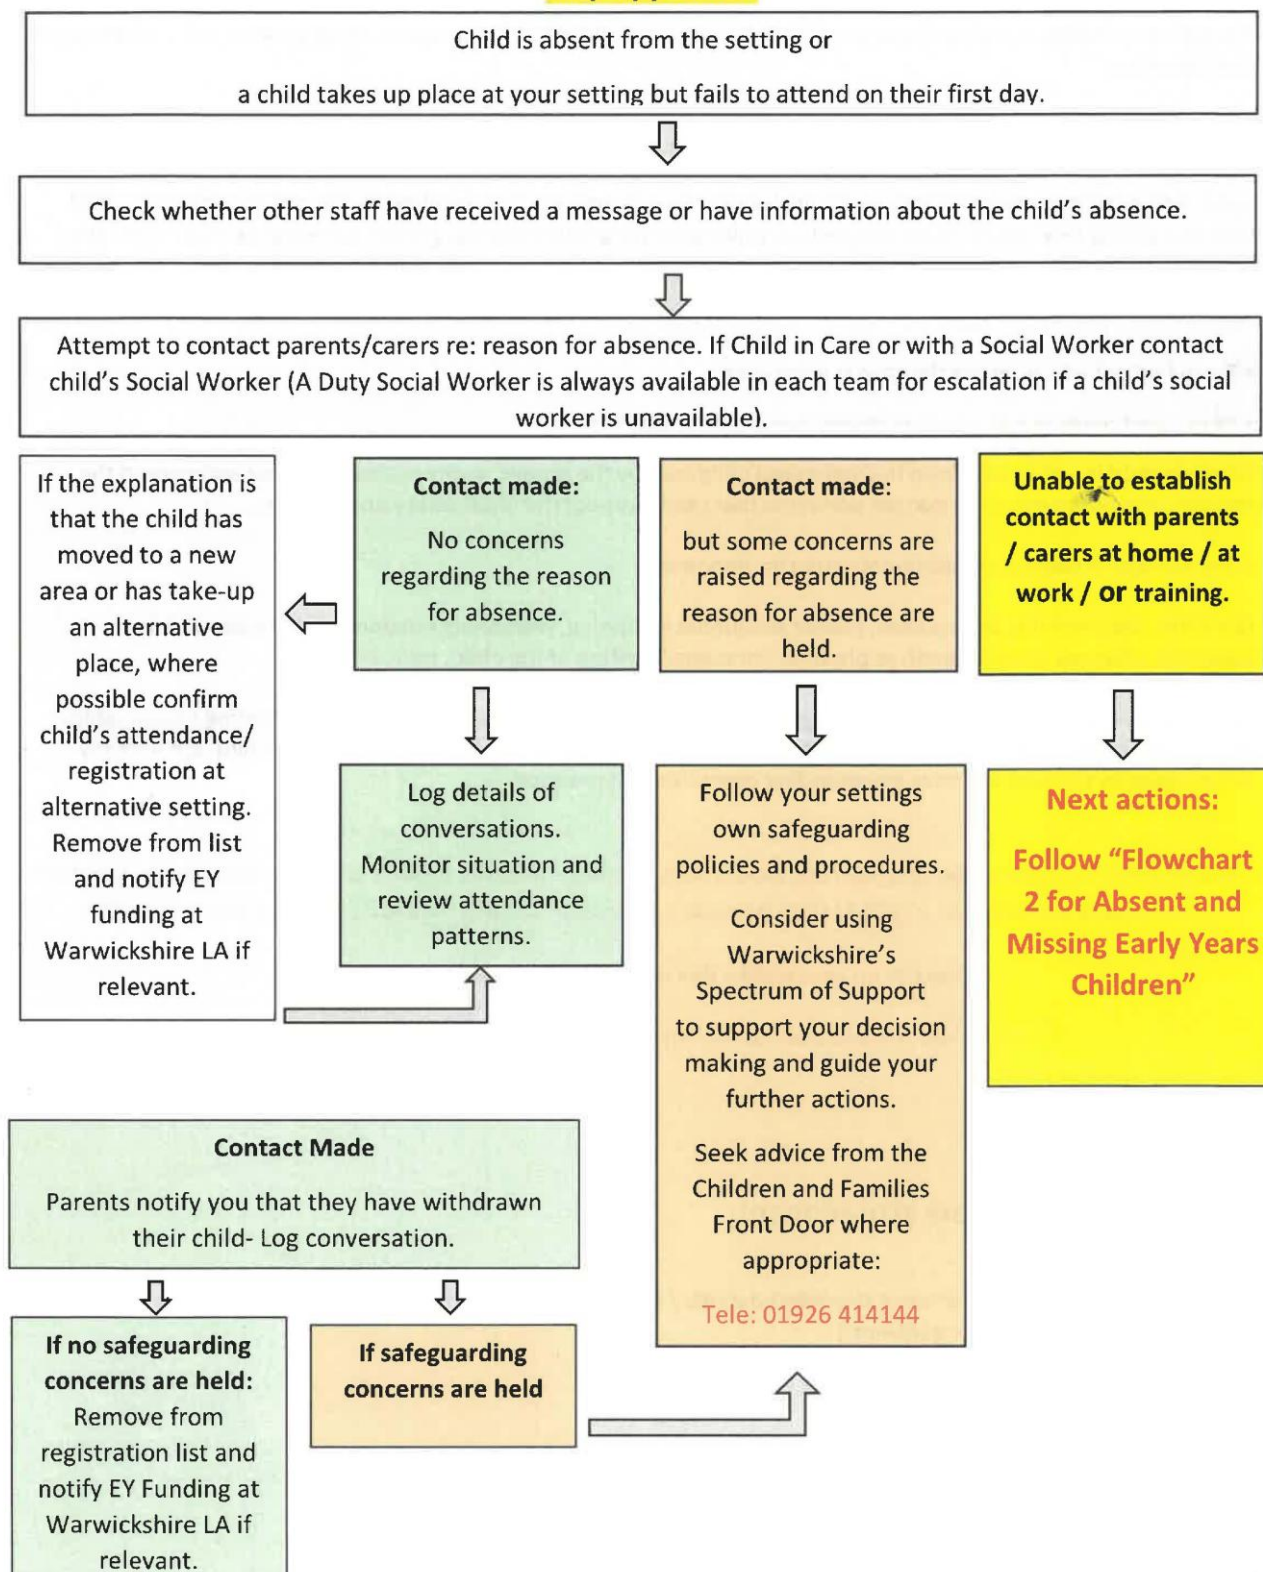 Child is absent from the setting or
a child takes up place at your setting but fails to attend on their first day.
Check whether other staff have received a message or have information about the child's absence.
Attempt to contact parents/carers re: reason for absence. If Child in Care or with a Social Worker contact
child's Social Worker (A Duty Social Worker is always available in each team for escalation if a child's social
worker is unavailable).
If the explanation is
that the child has
moved to a new
area or has take-up
an alternative
place, where
possible confirm
child's attendance/
registration at
alternative setting.
Remove from list
and notify EY
funding at
Warwickshire LA if
relevant.
Contact made:
No concerns
regarding the reason
for absence.
Log details of
conversations.
Monitor situation and
review attendance
patterns.
Contact made:
but some concerns are
raised regarding the
reason for absence are
held.
Follow your settings
own safeguarding
policies and procedures.
Consider using
Warwickshire's
Spectrum of Support
to support your decision
making and guide your
further actions.
Seek advice from the
Children and Families
Front Door where
appropriate:
Tele: 01926 414144
Unable to establish
contact with parents
/ carers at home / at
work / or training.
Next actions:
Follow "Flowchart
2 for Absent and
Missing Early Years
Children"
Contact Made
Parents notify you that they have withdrawn
their child- Log conversation.
If no safeguarding
concerns are held:
Remove from
registration list and
notify EY Funding at
Warwickshire LA if
relevant.
If safeguarding
concerns are held